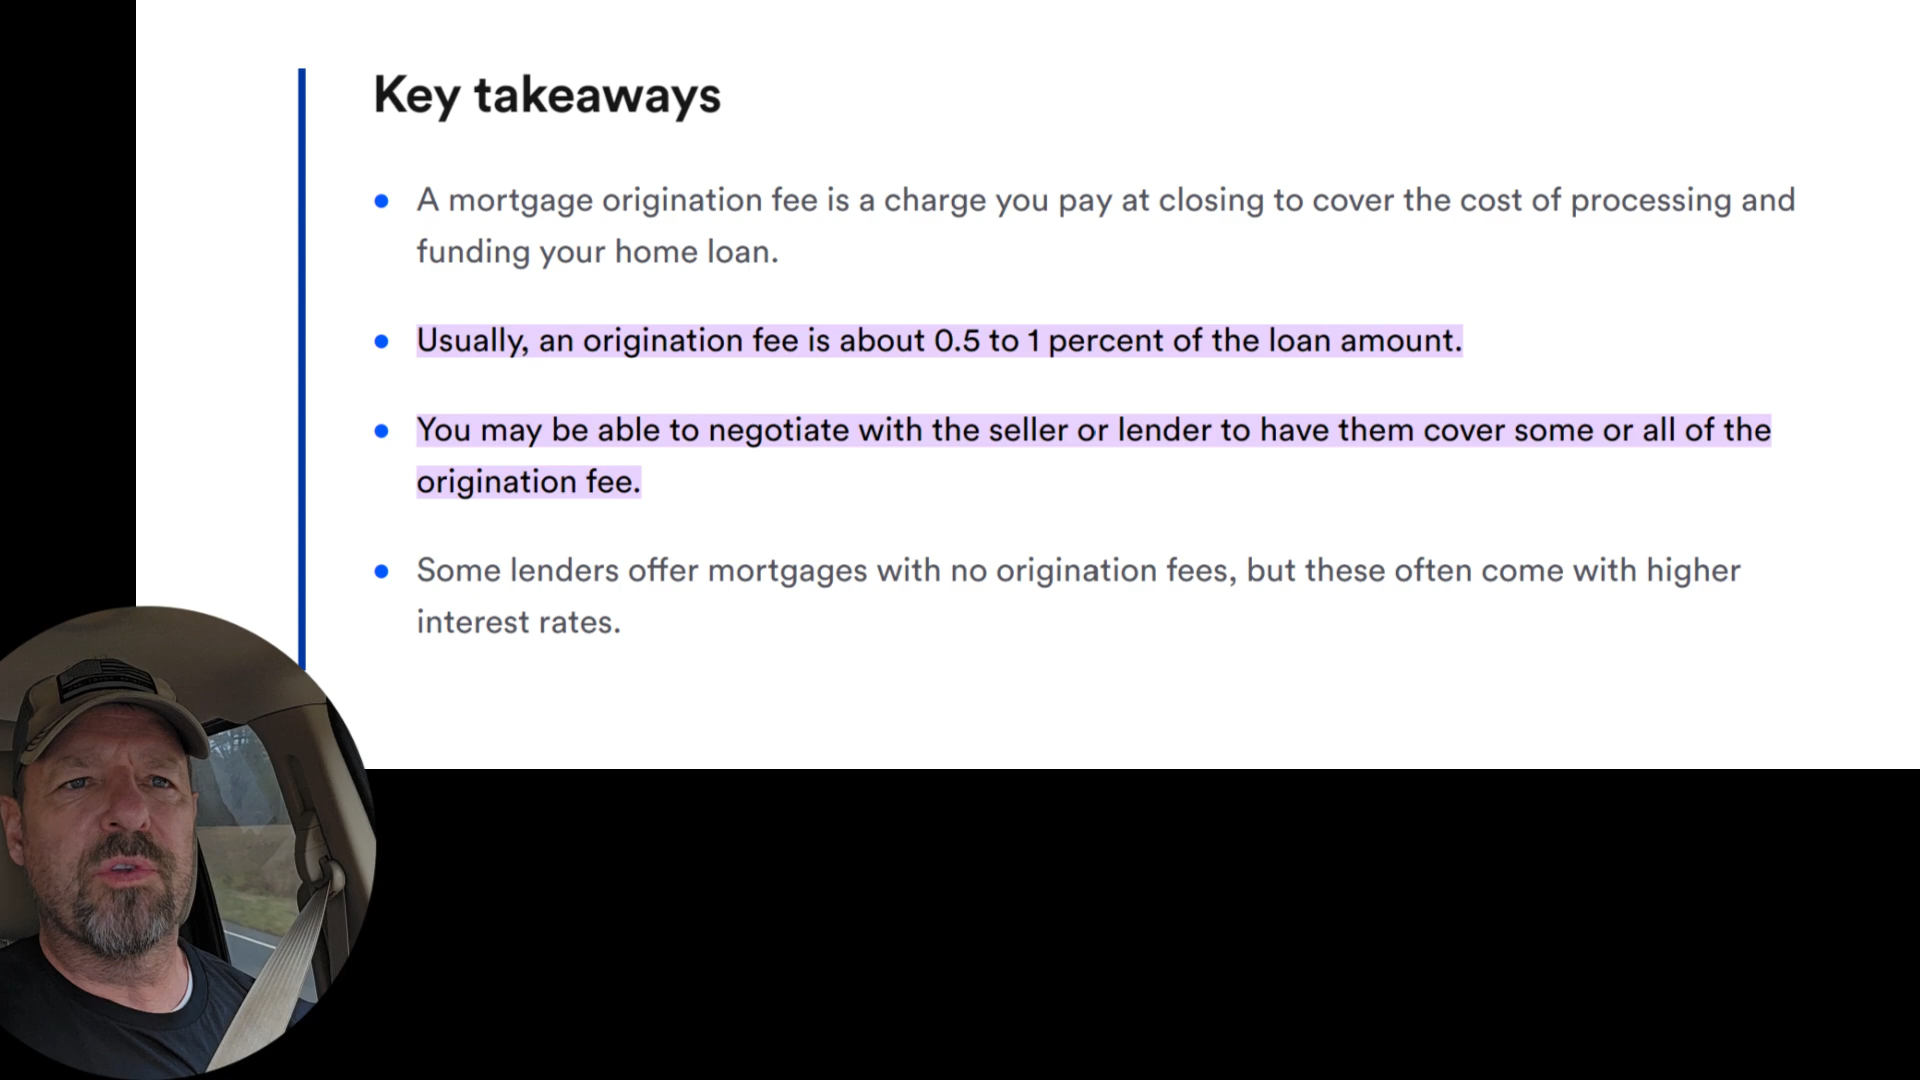 Key takeaways
A mortgage origination fee is a charge you pay at closing to cover the cost of processing and
funding your home loan.
Usually, an origination fee is about 0.5 to 1 percent of the loan amount.
You may be able to negotiate with the seller or lender to have them cover some or all of the
origination fee.
Some lenders offer mortgages with no origination fees, but these often come with higher
interest rates.